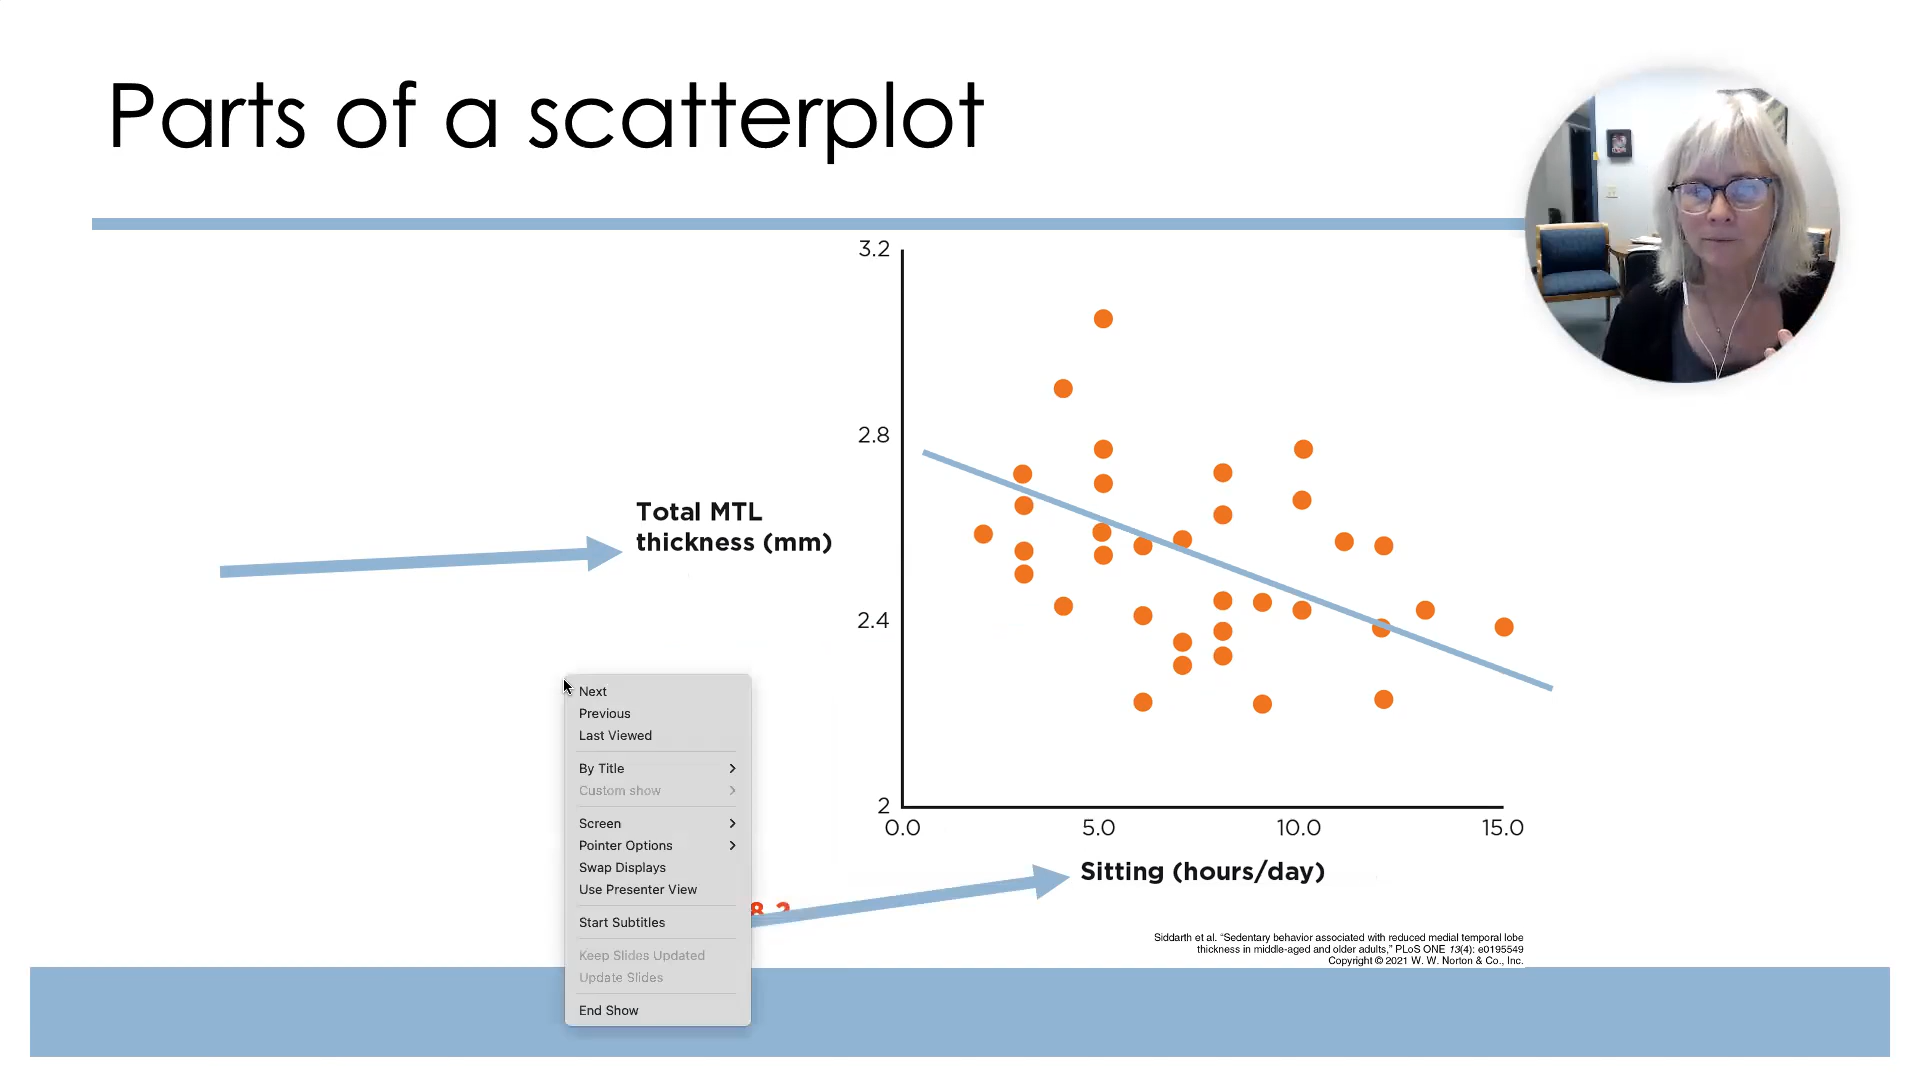 Parts of a scatterplot
3.2
2.8
Total MTL
thickness (mm)
2.4
2
0.0 5.0 10.0 15.0
Sitting (hours/day)
Next
Previous
Last Viewed
By Title
Custom show
Screen
Pointer Options
Swap Displays
Use Presenter View
Start Subtitles
Keep Slides Updated
Update Slides
End Show
Siddarth et al. “Sedentary behavior associated with reduced medial temporal lobe
thickness in middle-aged and older adults,” PLoS ONE 13(4): e0195549
Copyright © 2021 W. W. Norton & Co., Inc.